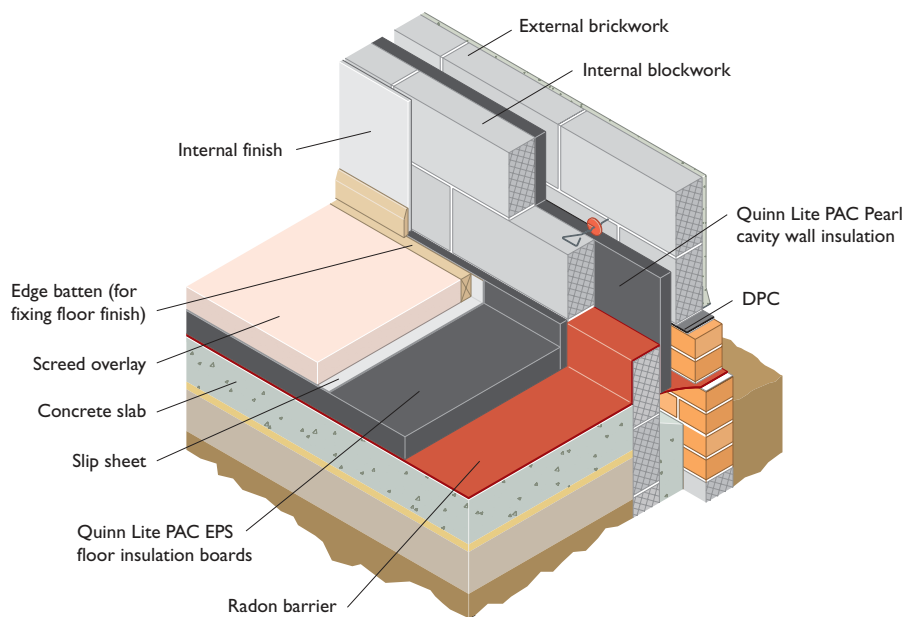 External brickwork
Internal blockwork
Internal finish
Quinn Lite PAC Pearl
cavity wall insulation
Edge batten (for
fixing floor finish)
DPC
Screed overlay
Concrete slab
Slip sheet
Quinn Lite PAC EPS
floor insulation boards
Radon barrier